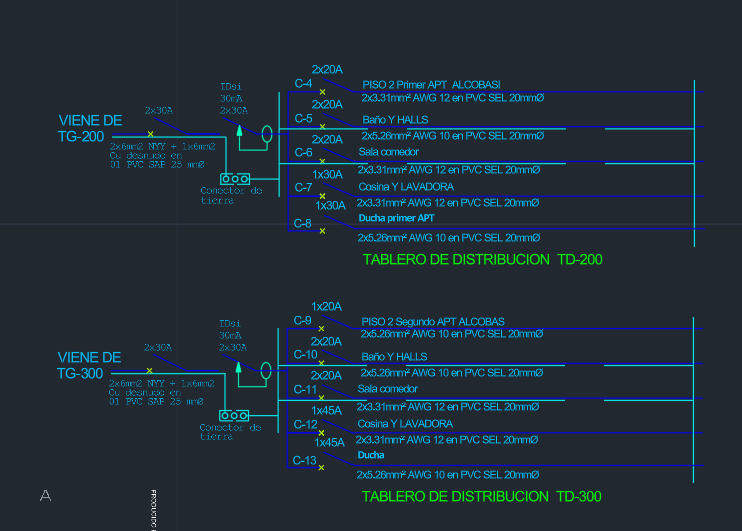 2x20A
C-4
PISO 2 Primer APT ALCOBASI
2x3.31mm² AWG 12 en PVC SEL 20mmØ
IDsi
30mA
2x30A
2x30A
VIENE DE
TG-200
2x6mm2 NYY + 1x6mm2
Cu desnudo en
01 PVC SAP 25 mmØ
2x20A
C-5
Baño Y HALLS
2x5.26mm² AWG 10 en PVC SEL 20mmØ
2x20A
C-6
Sala comedor
2x3.31mm² AWG 12 en PVC SEL 20mmØ
Conector de
tierra
1x30A
C-7
Cosina Y LAVADORA
2x3.31mm² AWG 12 en PVC SEL 20mmØ
1x30A
C-8
Ducha primer APT
2x5.26mm² AWG 10 en PVC SEL 20mmØ
TABLERO DE DISTRIBUCION TD-200
1x20A
C-9
PISO 2 Segundo APT ALCOBAS
2x5.26mm² AWG 10 en PVC SEL 20mmØ
IDsi
30mA
2x30A
2x30A
VIENE DE
TG-300
2x6mm2 NYY + 1x6mm2
Cu desnudo en
01 PVC SAP 25 mmØ
2x20A
C-10
Baño Y HALLS
2x5.26mm² AWG 10 en PVC SEL 20mmØ
2x20A
C-11
Sala comedor
2x3.31mm² AWG 12 en PVC SEL 20mmØ
Conector de
tierra
1x45A
C-12
Cosina Y LAVADORA
2x3.31mm² AWG 12 en PVC SEL 20mmØ
1x45A
C-13
Ducha
2x5.26mm² AWG 10 en PVC SEL 20mmØ
TABLERO DE DISTRIBUCION TD-300
A